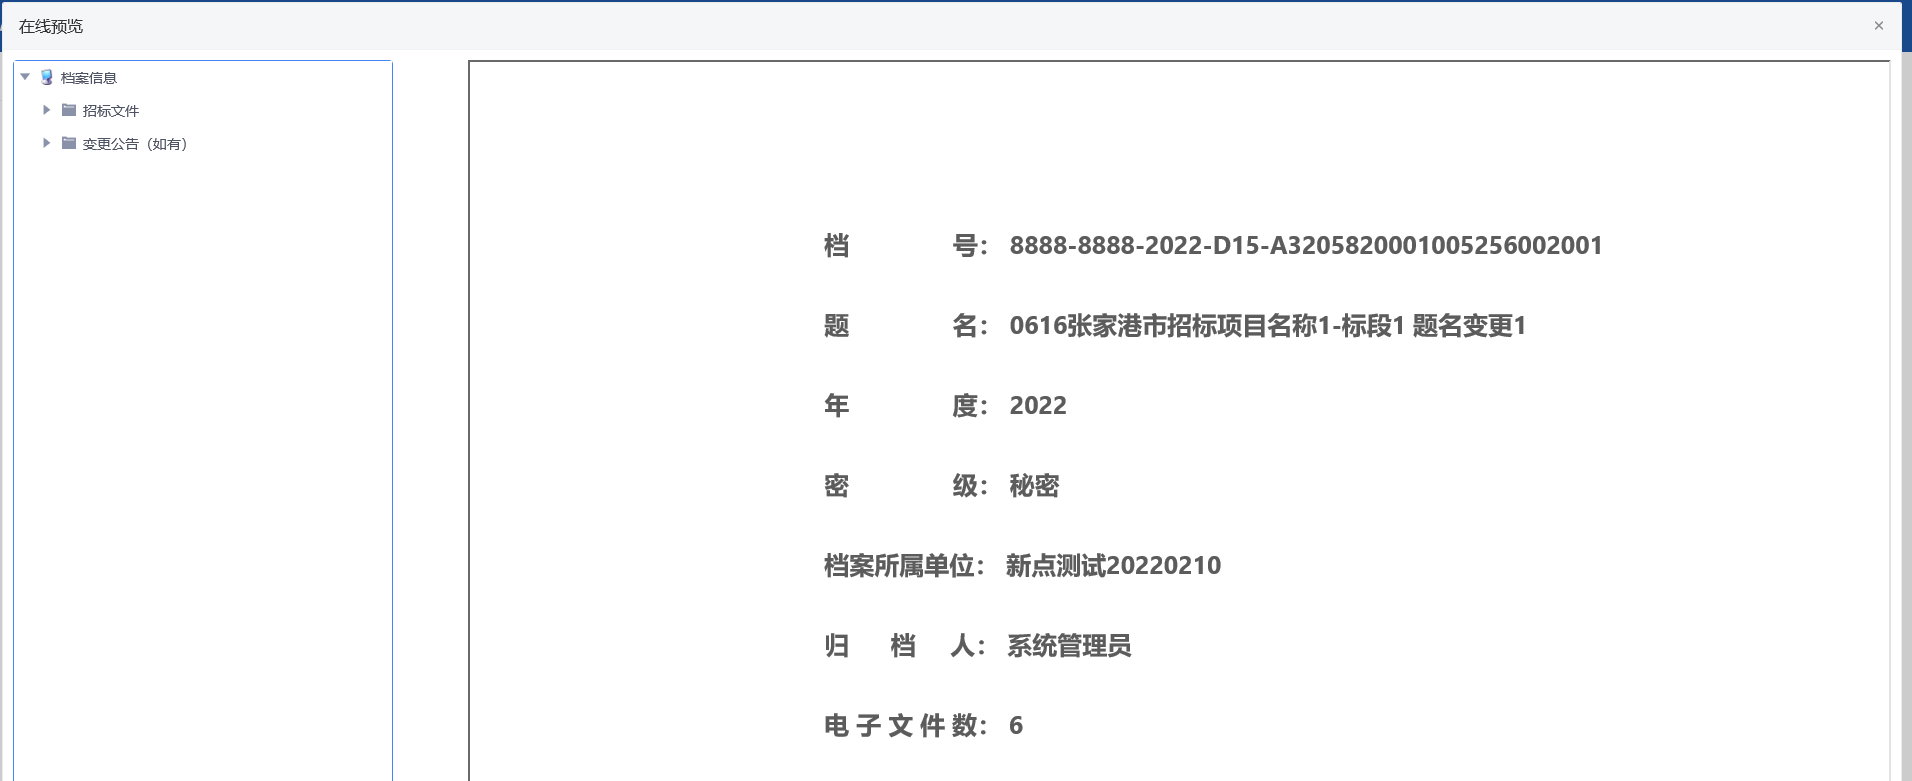 在线预览
×
档案信息
招标文件
变更公告（如有）
档 号： 8888-8888-2022-D15-A3205820001005256002001
题 名： 0616张家港市招标项目名称1-标段1 题名变更1
年 度： 2022
密 级： 秘密
档案所属单位： 新点测试20220210
归 档 人： 系统管理员
电 子 文 件 数： 6